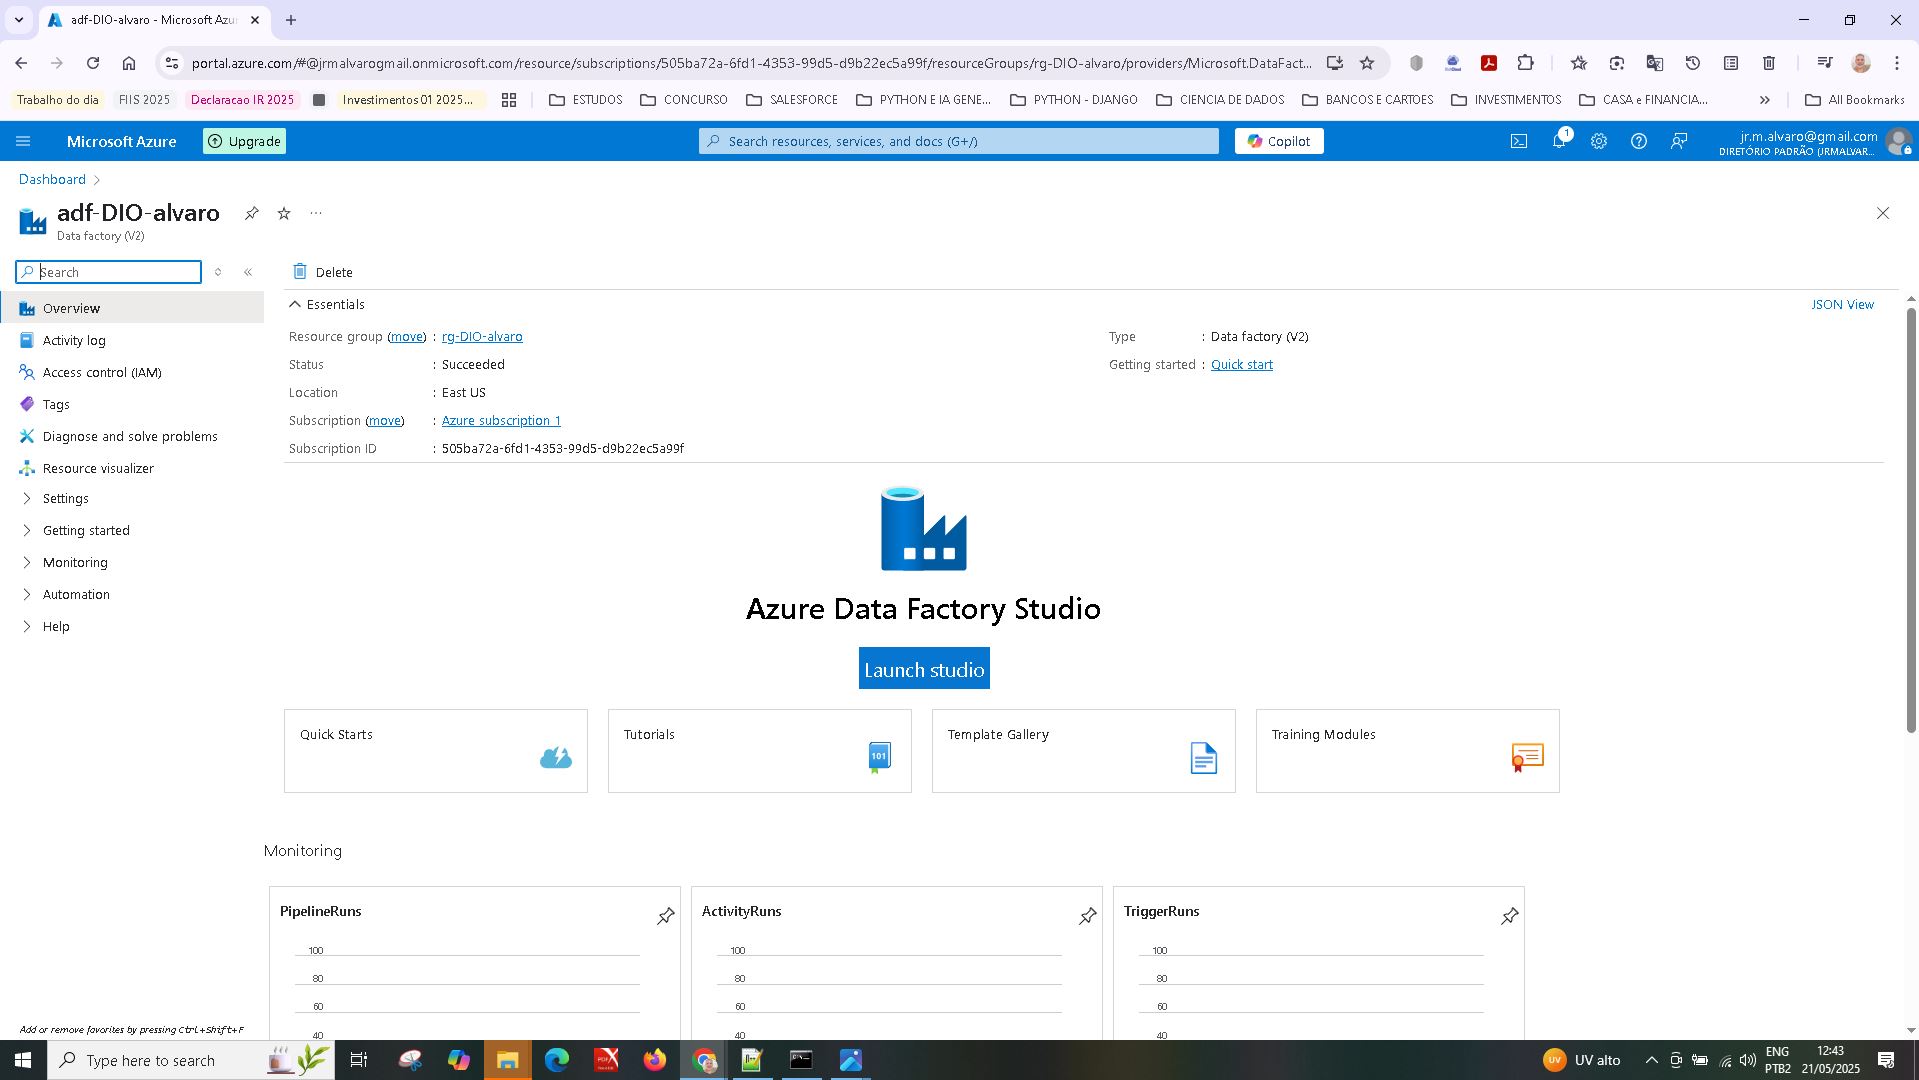 adf-DIO-alvaro - Microsoft Azu
portal.azure.com/#@jrmalvarogmail.onmicrosoft.com/resource/subscriptions/505ba72a-6fd1-4353-99d5-d9b22ec5a99f/resourceGroups/rg-DIO-alvaro/providers/Microsoft.DataFact...
Trabalho do dia FIIS 2025 Declaracao IR 2025 Investimentos 01 2025... ESTUDOS CONCURSO SALESFORCE PYTHON E IA GENE... PYTHON - DJANGO CIENCIA DE DADOS BANCOS E CARTOES INVESTIMENTOS CASA e FINANCIA... » All Bookmarks
Microsoft Azure Upgrade Search resources, services, and docs (G+/) Copilot 1 jr.m.alvaro@gmail.com
DIRETÓRIO PADRÃO (JRMALVAR...
Dashboard
adf-DIO-alvaro
Data factory (V2)
Search
Delete
Overview
Activity log
Access control (IAM)
Tags
Diagnose and solve problems
Resource visualizer
Settings
Getting started
Monitoring
Automation
Help
Add or remove favorites by pressing Ctrl+Shift+F
Essentials JSON View
Resource group (move) : rg-DIO-alvaro
Status : Succeeded
Location : East US
Subscription (move) : Azure subscription 1
Subscription ID : 505ba72a-6fd1-4353-99d5-d9b22ec5a99f
Type : Data factory (V2)
Getting started : Quick start
Azure Data Factory Studio
Launch studio
Quick Starts
Tutorials
101
Template Gallery
Training Modules
Monitoring
PipelineRuns
100
80
60
40
ActivityRuns
100
80
60
40
TriggerRuns
100
80
60
40
Type here to search
PDF
UV
UV alto
ENG
PTB2
12:43
21/05/2025